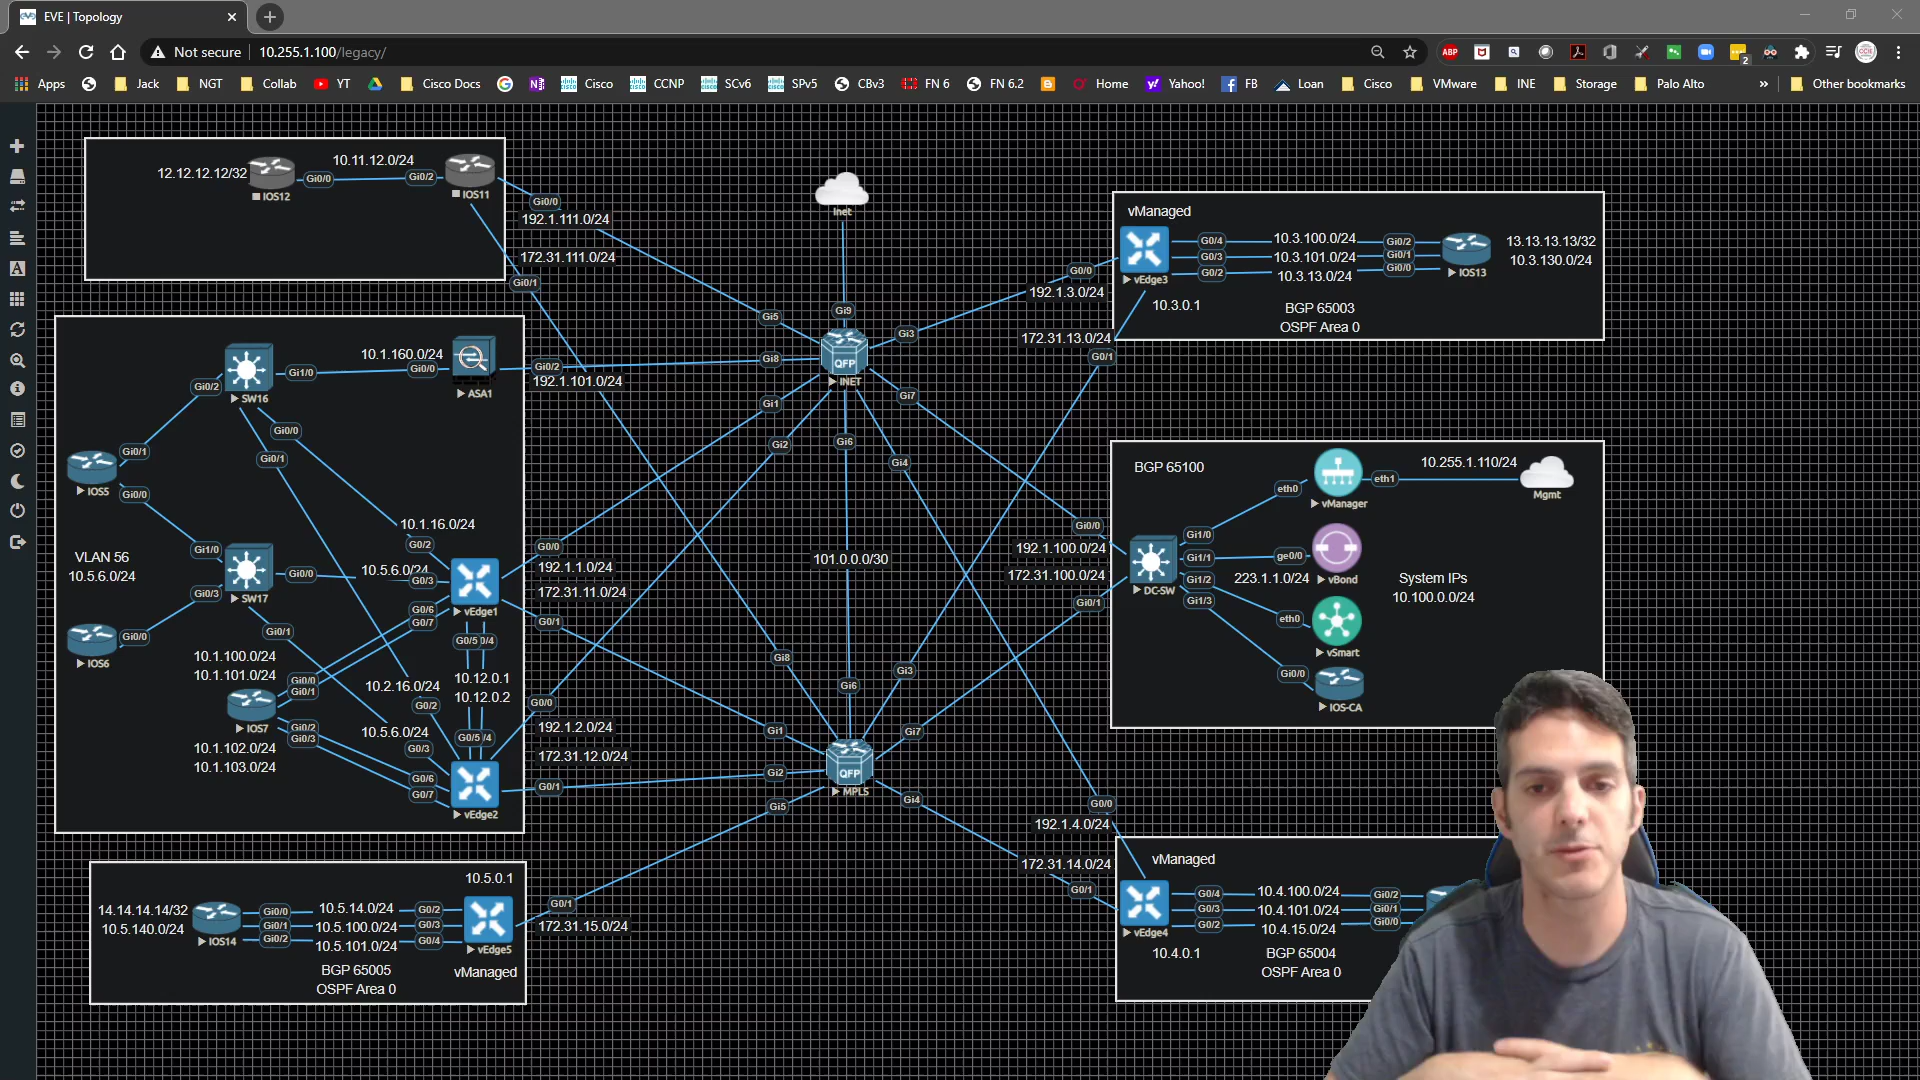 EVE | Topology
Not secure
10.255.1.100/legacy/
ABP
2
Apps
Jack
NGT
Collab
YT
Cisco Docs
Cisco
CCNP
SCv6
SPv5
CBv3
FN 6
FN 6.2
Home
Yahoo!
FB
Loan
Cisco
VMware
INE
Storage
Palo Alto
»
Other bookmarks
12.12.12.12/32
IOS12
Gi0/0
10.11.12.0/24
Gi0/2
IOS11
Gi0/0
192.1.111.0/24
172.31.111.0/24
Gi0/1
Inet
Gi9
Gi5
Gi3
Gi8
QFP
INET
Gi1
Gi2
Gi6
Gi7
Gi4
vManaged
vEdge3
G0/0
192.1.3.0/24
10.3.0.1
172.31.13.0/24
G0/1
G0/4
G0/3
G0/2
10.3.100.0/24
10.3.101.0/24
10.3.13.0/24
Gi0/2
Gi0/1
Gi0/0
IOS13
13.13.13.13/32
10.3.130.0/24
BGP 65003
OSPF Area 0
SW16
Gi0/2
Gi1/0
10.1.160.0/24
Gi0/0
ASA1
Gi0/2
192.1.101.0/24
Gi0/0
Gi0/1
IOS5
Gi0/1
Gi0/0
VLAN 56
10.5.6.0/24
Gi1/0
SW17
Gi0/0
Gi0/3
Gi0/1
IOS6
Gi0/0
10.1.16.0/24
G0/2
10.5.6.0/24
G0/3
vEdge1
G0/0
192.1.1.0/24
172.31.11.0/24
G0/1
G0/6
G0/7
G0/5
0/4
10.1.100.0/24
10.1.101.0/24
Gi0/0
Gi0/1
IOS7
Gi0/2
Gi0/3
10.1.102.0/24
10.1.103.0/24
10.2.16.0/24
G0/2
10.5.6.0/24
G0/3
10.12.0.1
10.12.0.2
G0/5
/4
G0/6
G0/7
vEdge2
G0/0
192.1.2.0/24
172.31.12.0/24
G0/1
101.0.0.0/30
Gi8
Gi6
Gi3
Gi1
Gi7
Gi2
QFP
MPLS
Gi5
Gi4
BGP 65100
Gi0/0
192.1.100.0/24
172.31.100.0/24
Gi0/1
DC-SW
Gi1/0
Gi1/1
Gi1/2
Gi1/3
eth0
vManager
eth1
10.255.1.110/24
Mgmt
ge0/0
223.1.1.0/24
vBond
System IPs
10.100.0.0/24
eth0
vSmart
Gi0/0
IOS-CA
10.5.0.1
14.14.14.14/32
10.5.140.0/24
IOS14
Gi0/0
Gi0/1
Gi0/2
10.5.14.0/24
10.5.100.0/24
10.5.101.0/24
G0/2
G0/3
G0/4
vEdge5
G0/1
172.31.15.0/24
BGP 65005
OSPF Area 0
vManaged
G0/0
192.1.4.0/24
172.31.14.0/24
G0/1
vManaged
vEdge4
10.4.0.1
G0/4
G0/3
G0/2
10.4.100.0/24
10.4.101.0/24
10.4.15.0/24
Gi0/2
Gi0/1
Gi0/0
BGP 65004
OSPF Area 0